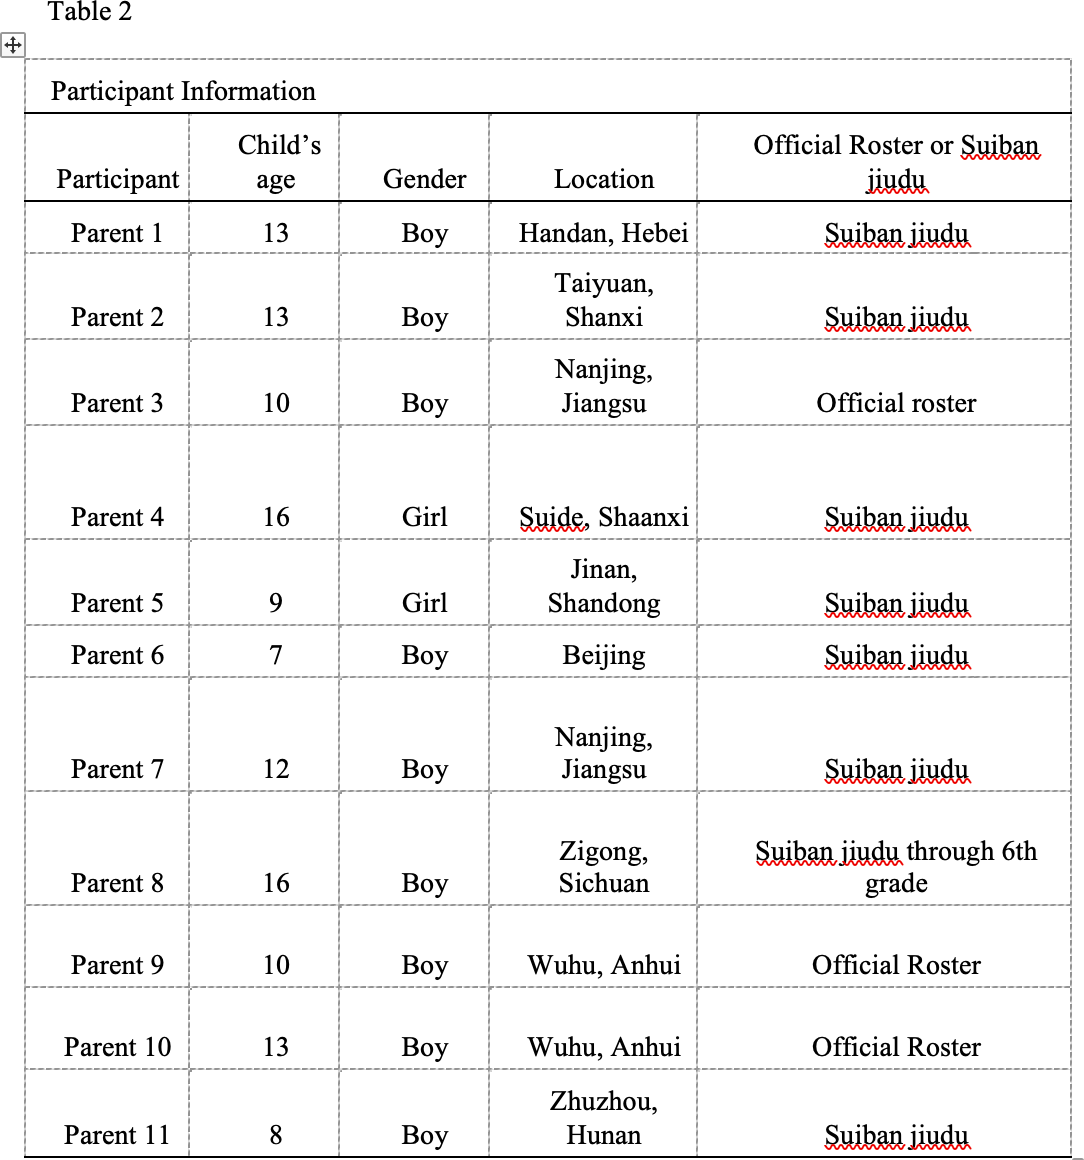 Table 2
Participant Information
Participant Child’s age Gender Location Official Roster or Suiban jiudu
Parent 1 13 Boy Handan, Hebei Suiban jiudu
Parent 2 13 Boy Taiyuan, Shanxi Suiban jiudu
Parent 3 10 Boy Nanjing, Jiangsu Official roster
Parent 4 16 Girl Suide, Shaanxi Suiban jiudu
Parent 5 9 Girl Jinan, Shandong Suiban jiudu
Parent 6 7 Boy Beijing Suiban jiudu
Parent 7 12 Boy Nanjing, Jiangsu Suiban jiudu
Parent 8 16 Boy Zigong, Sichuan Suiban jiudu through 6th grade
Parent 9 10 Boy Wuhu, Anhui Official Roster
Parent 10 13 Boy Wuhu, Anhui Official Roster
Parent 11 8 Boy Zhuzhou, Hunan Suiban jiudu